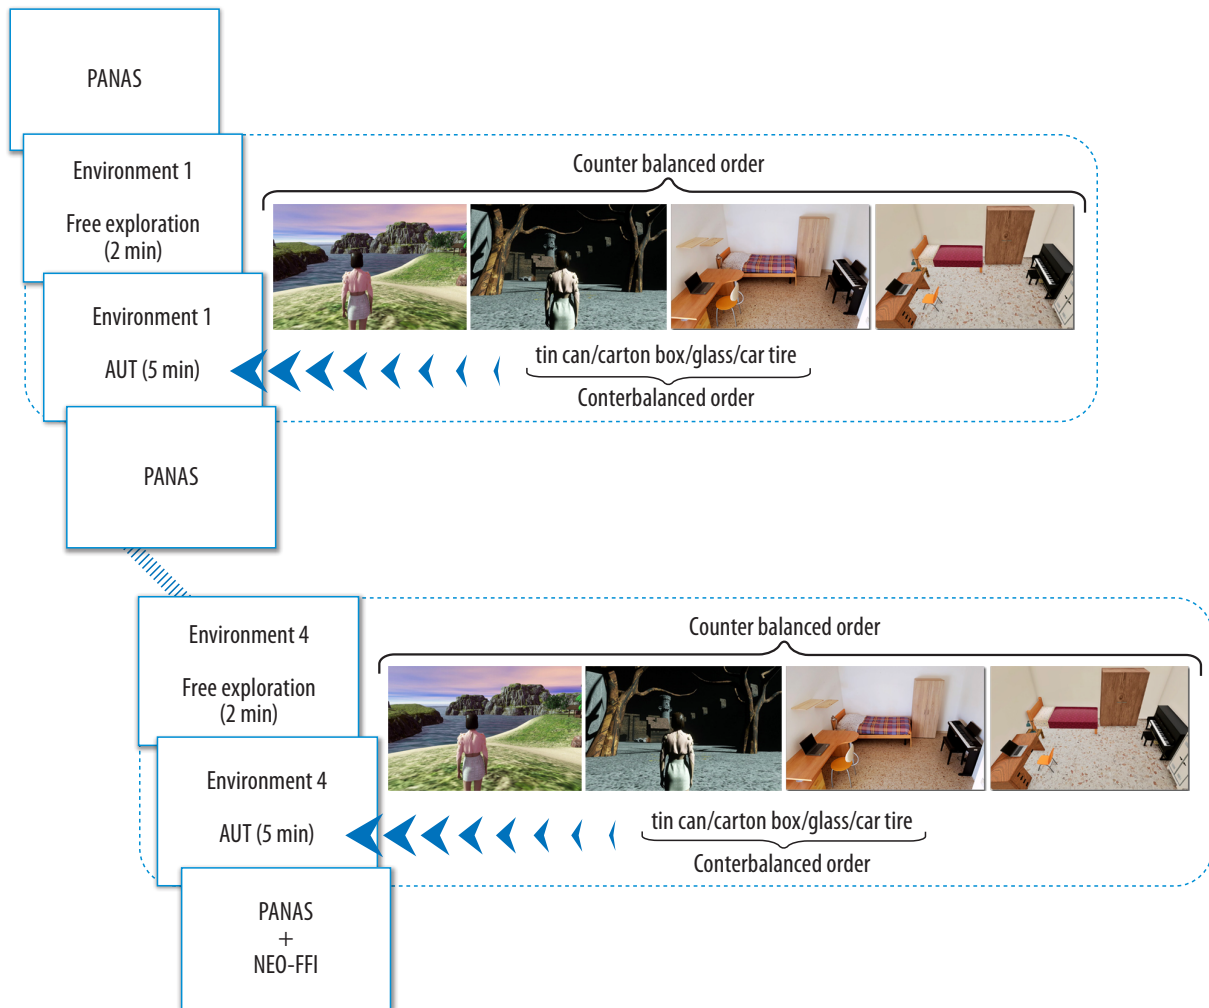 PANAS
Environment 1
Free exploration
(2 min)
Counter balanced order
Environment 1
AUT (5 min)
tin can/carton box/glass/car tire
Conterbalanced order
PANAS
Environment 4
Free exploration
(2 min)
Counter balanced order
Environment 4
AUT (5 min)
tin can/carton box/glass/car tire
Conterbalanced order
PANAS
+
NEO-FFI